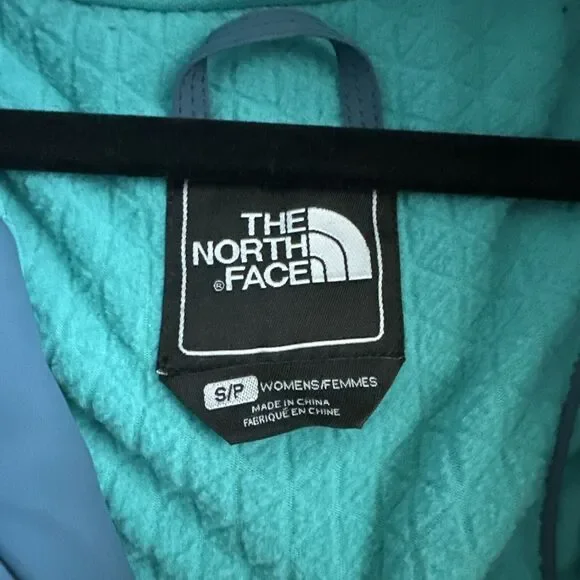 THE
NORTH
®FACE
S/P WOMENS/FEMMES
MADE IN CHINA
FABRIQUÉ EN CHINE